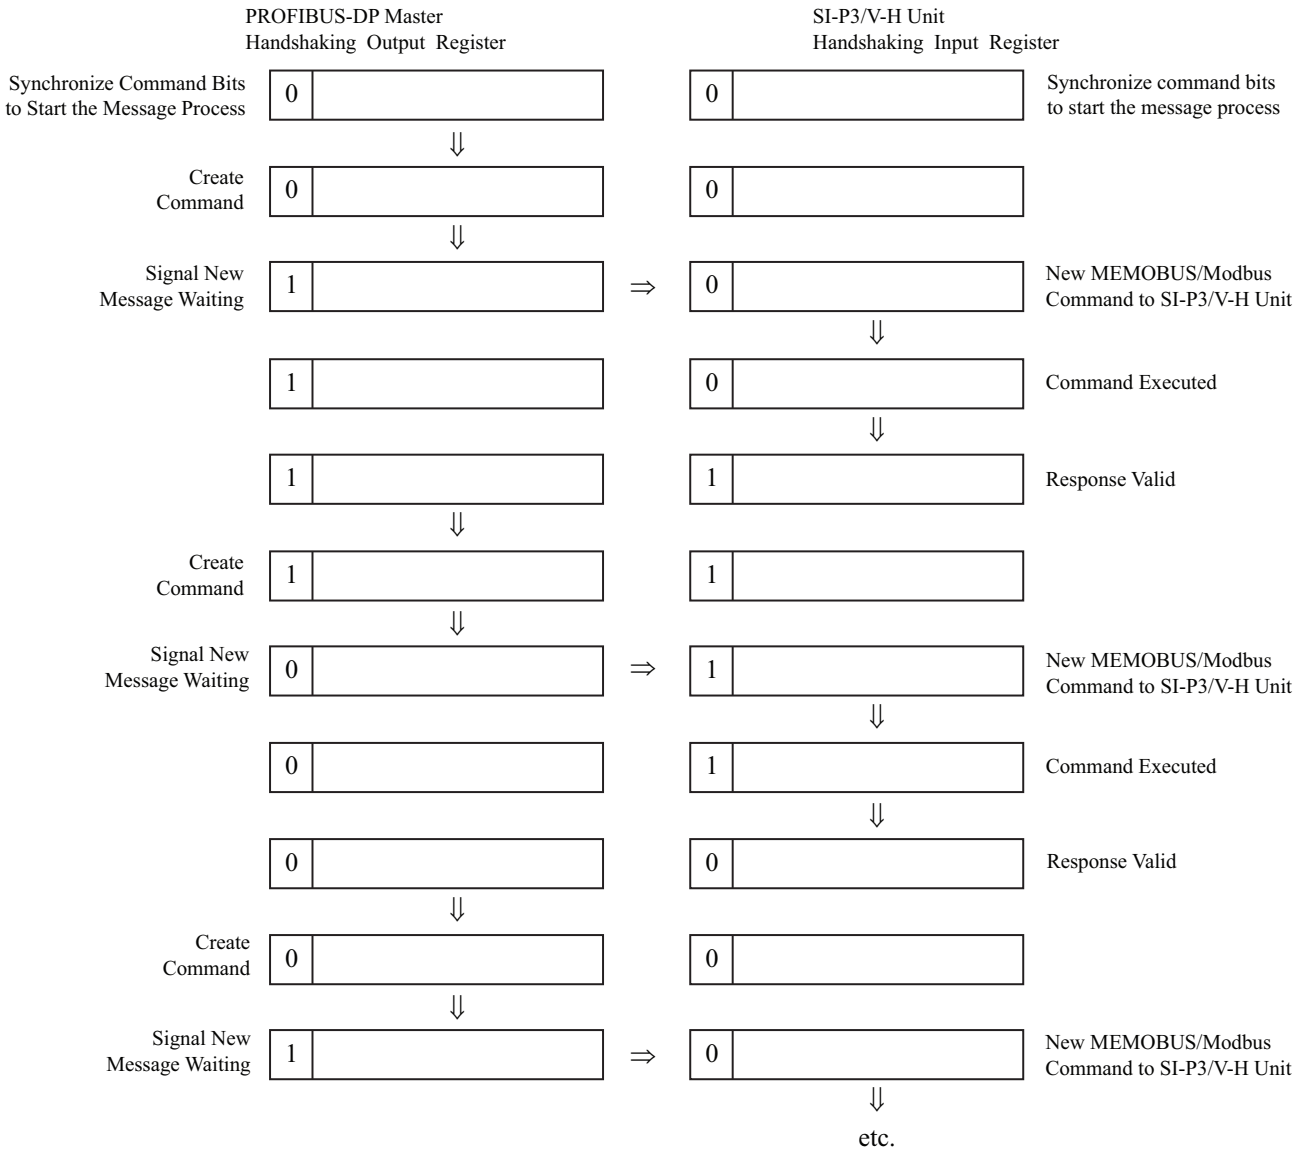 PROFIBUS-DP Master
Handshaking Output Register
SI-P3/V-H Unit
Handshaking Input Register
Synchronize Command Bits
to Start the Message Process
0
0
Synchronize command bits
to start the message process
⇓
Create
Command
0
0
⇓
Signal New
Message Waiting
1
⇒
0
New MEMOBUS/Modbus
Command to SI-P3/V-H Unit
⇓
1
0
Command Executed
⇓
1
1
Response Valid
⇓
Create
Command
1
1
⇓
Signal New
Message Waiting
0
⇒
1
New MEMOBUS/Modbus
Command to SI-P3/V-H Unit
⇓
0
1
Command Executed
⇓
0
0
Response Valid
⇓
Create
Command
0
0
⇓
Signal New
Message Waiting
1
⇒
0
New MEMOBUS/Modbus
Command to SI-P3/V-H Unit
⇓
etc.